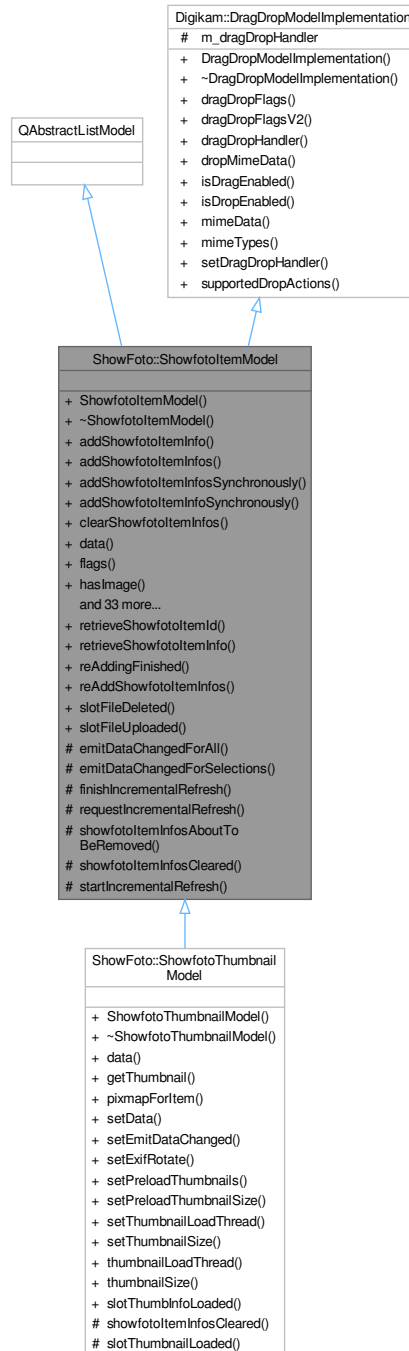 Digikam::DragDropModelImplementation
# m_dragDropHandler
+ DragDropModelImplementation()
+ ~DragDropModelImplementation()
+ dragDropFlags()
+ dragDropFlagsV2()
+ dragDropHandler()
+ dropMimeData()
+ isDragEnabled()
+ isDropEnabled()
+ mimeData()
+ mimeTypes()
+ setDragDropHandler()
+ supportedDropActions()
QAbstractListModel
ShowFoto::ShowfotoItemModel
+ ShowfotoItemModel()
+ ~ShowfotoItemModel()
+ addShowfotoItemInfo()
+ addShowfotoItemInfos()
+ addShowfotoItemInfosSynchronously()
+ addShowfotoItemInfoSynchronously()
+ clearShowfotoItemInfos()
+ data()
+ flags()
+ hasImage()
and 33 more...
+ retrieveShowfotoItemId()
+ retrieveShowfotoItemInfo()
+ reAddingFinished()
+ reAddShowfotoItemInfos()
+ slotFileDeleted()
+ slotFileUploaded()
# emitDataChangedForAll()
# emitDataChangedForSelections()
# finishIncrementalRefresh()
# requestIncrementalRefresh()
# showfotoItemInfosAboutTo
BeRemoved()
# showfotoItemInfosCleared()
# startIncrementalRefresh()
ShowFoto::ShowfotoThumbnail
Model
+ ShowfotoThumbnailModel()
+ ~ShowfotoThumbnailModel()
+ data()
+ getThumbnail()
+ pixmapForItem()
+ setData()
+ setEmitDataChanged()
+ setExifRotate()
+ setPreloadThumbnails()
+ setPreloadThumbnailSize()
+ setThumbnailLoadThread()
+ setThumbnailSize()
+ thumbnailLoadThread()
+ thumbnailSize()
+ slotThumbInfoLoaded()
# showfotoItemInfosCleared()
# slotThumbnailLoaded()